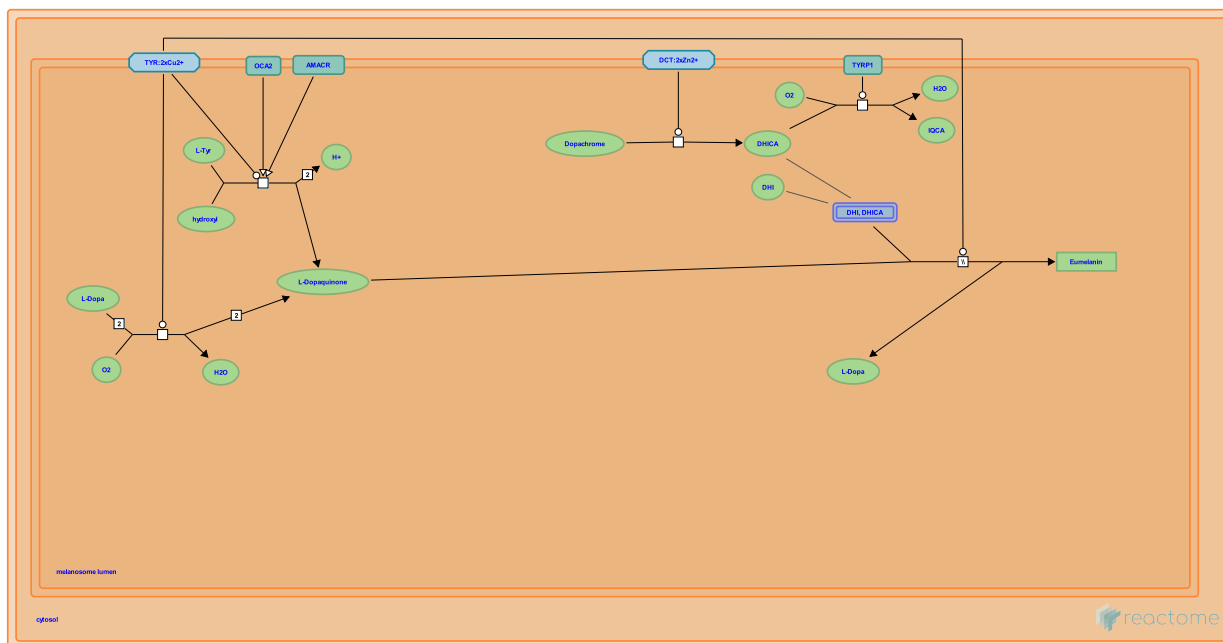 TYR:2xCu2+
OCA2
AMACR
DCT:2xZn2+
TYRP1
O2
H2O
IQCA
L-Tyr
H+
Dopachrome
DHICA
2
DHI
hydroxyl
DHI, DHICA
L-Dopaquinone
\\
Eumelanin
L-Dopa
2
2
O2
H2O
L-Dopa
melanosome lumen
cytosol
reactome